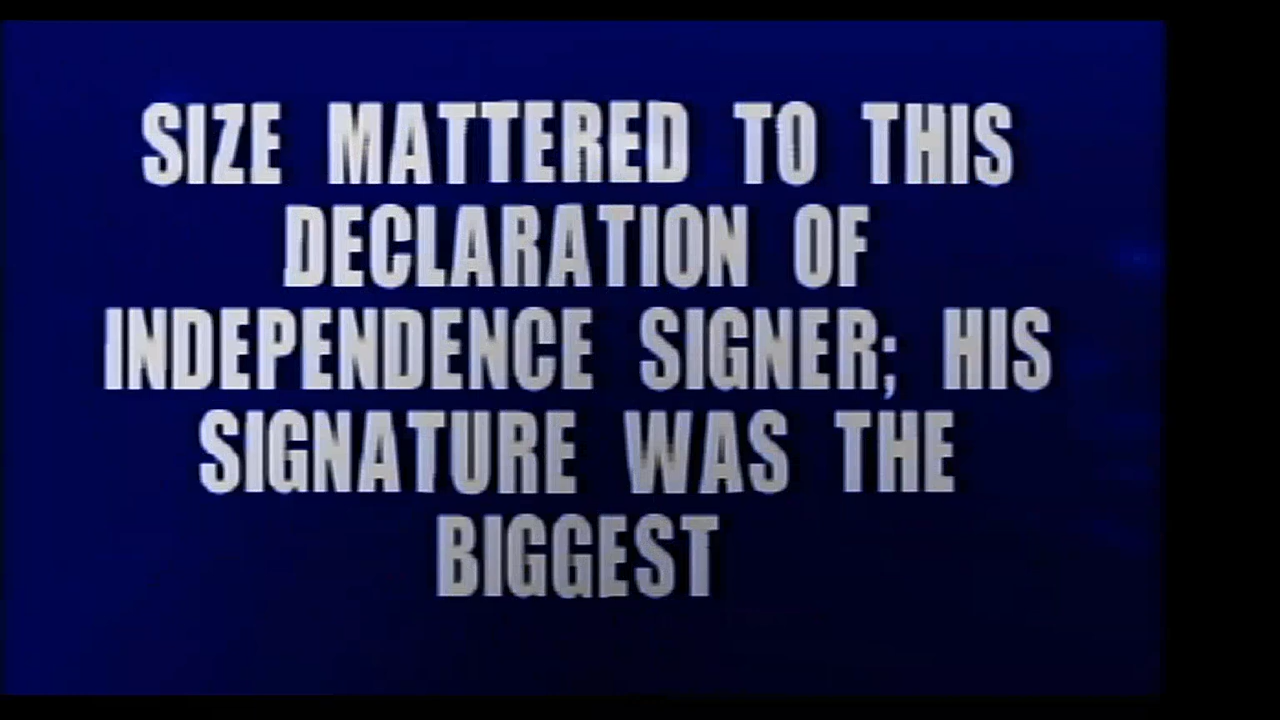 SIZE MATTERED TO THIS
DECLARATION OF
INDEPENDENCE SIGNER; HIS
SIGNATURE WAS THE
BIGGEST